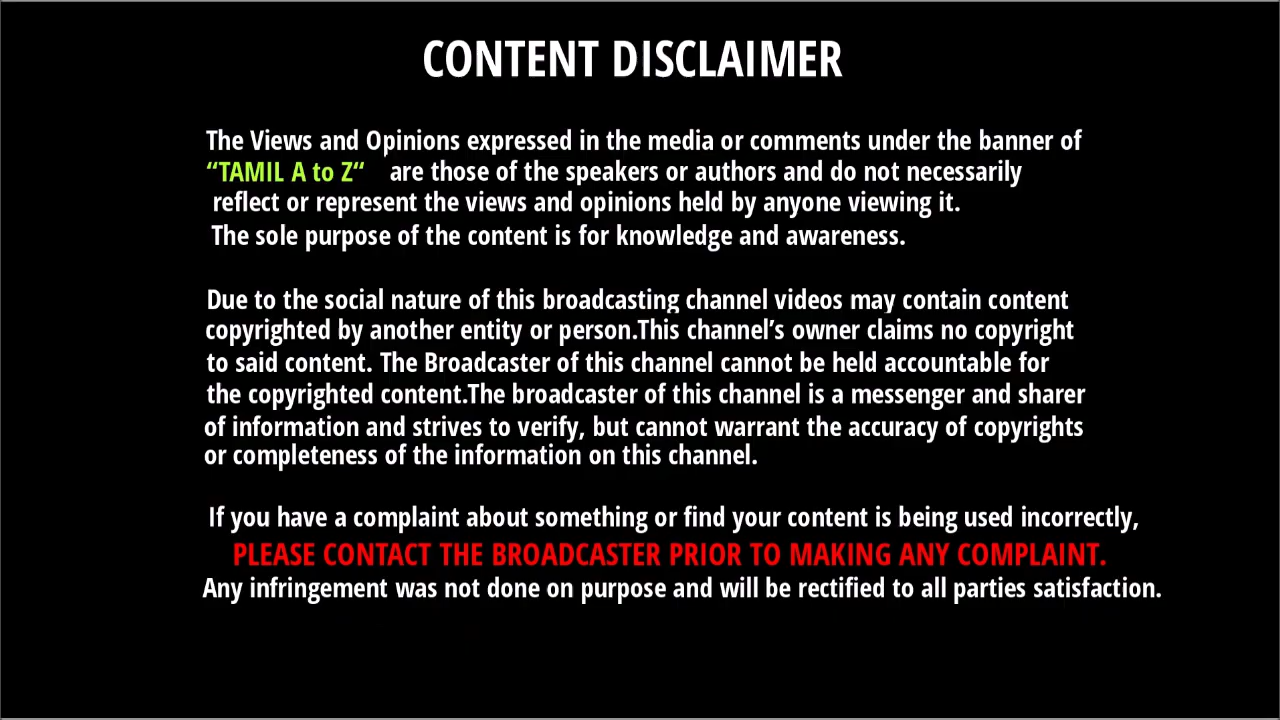 CONTENT DISCLAIMER
The Views and Opinions expressed in the media or comments under the banner of
“TAMIL A to Z“ are those of the speakers or authors and do not necessarily
reflect or represent the views and opinions held by anyone viewing it.
The sole purpose of the content is for knowledge and awareness.
Due to the social nature of this broadcasting channel videos may contain content
copyrighted by another entity or person.This channel’s owner claims no copyright
to said content. The Broadcaster of this channel cannot be held accountable for
the copyrighted content.The broadcaster of this channel is a messenger and sharer
of information and strives to verify, but cannot warrant the accuracy of copyrights
or completeness of the information on this channel.
If you have a complaint about something or find your content is being used incorrectly,
PLEASE CONTACT THE BROADCASTER PRIOR TO MAKING ANY COMPLAINT.
Any infringement was not done on purpose and will be rectified to all parties satisfaction.